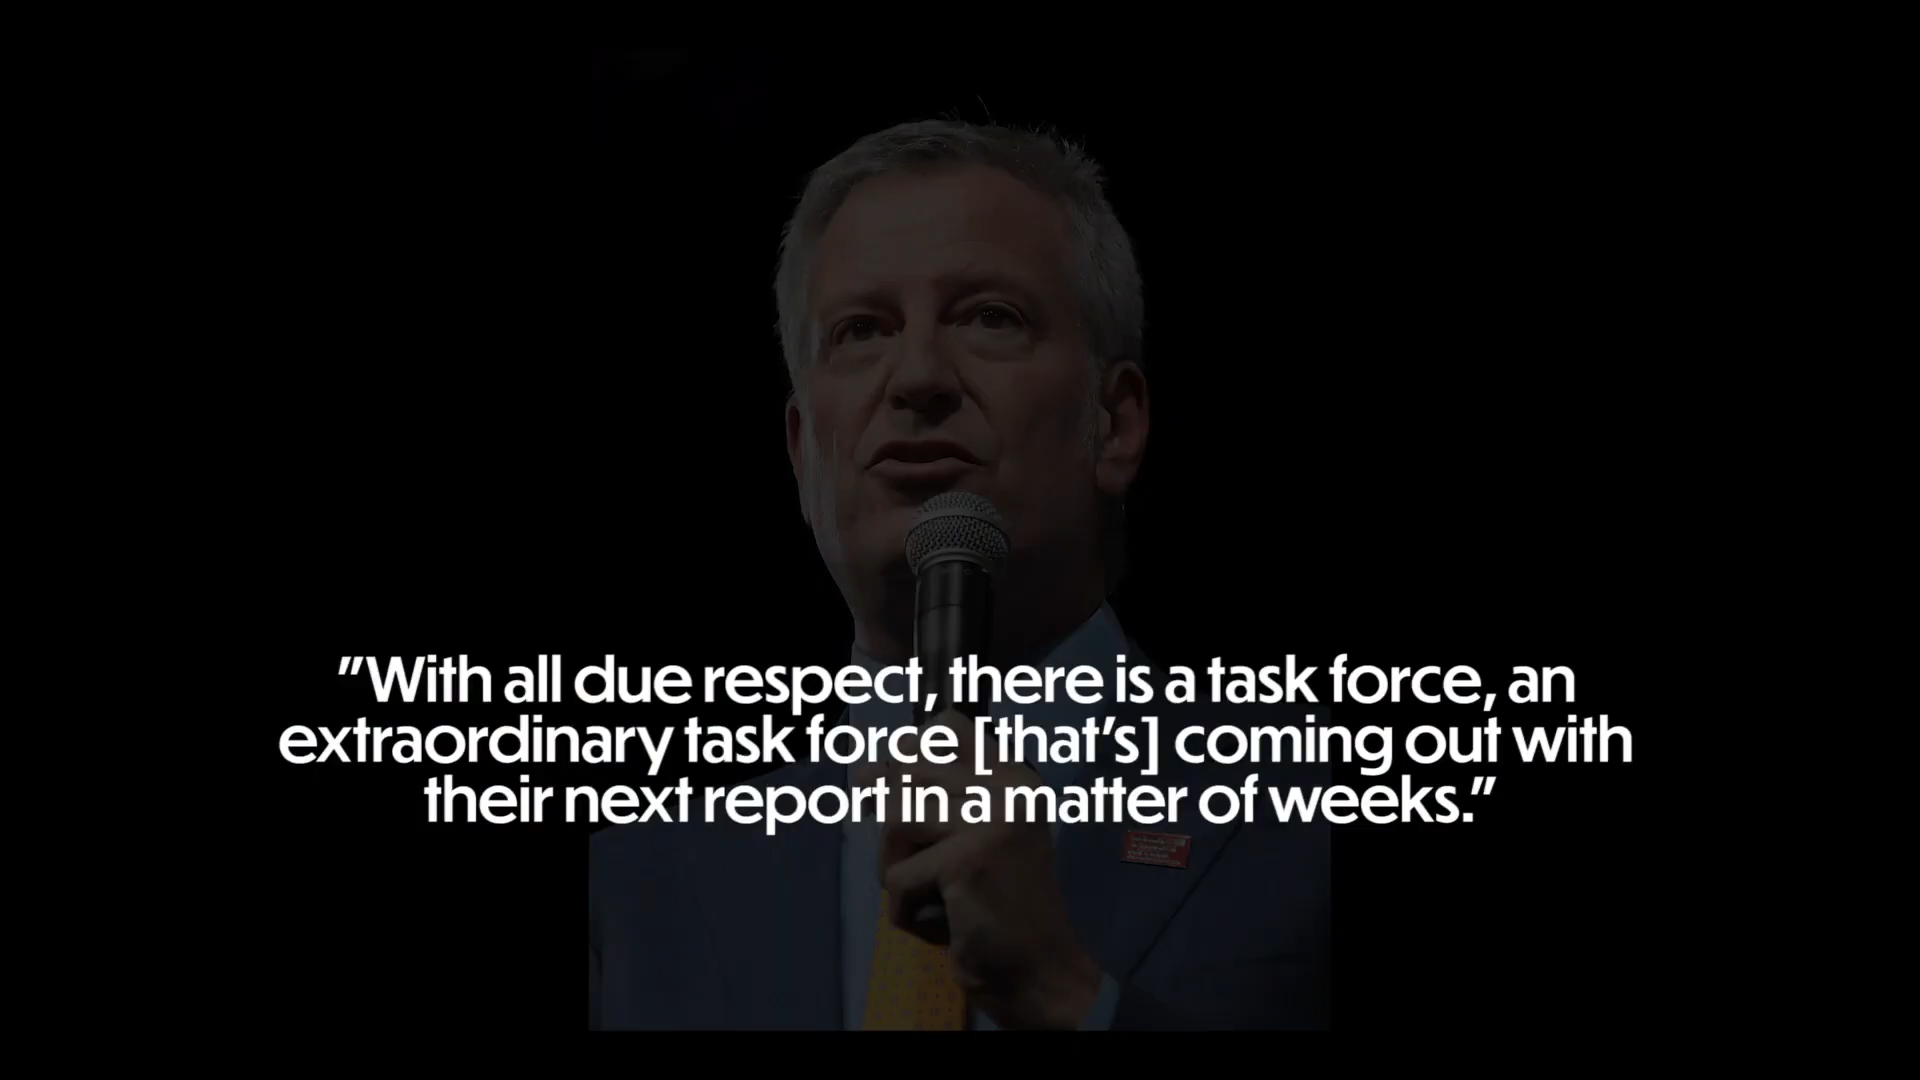 "With all due respect, there is a task force, an
extraordinary task force [that's] coming out with
their next report in a matter of weeks."